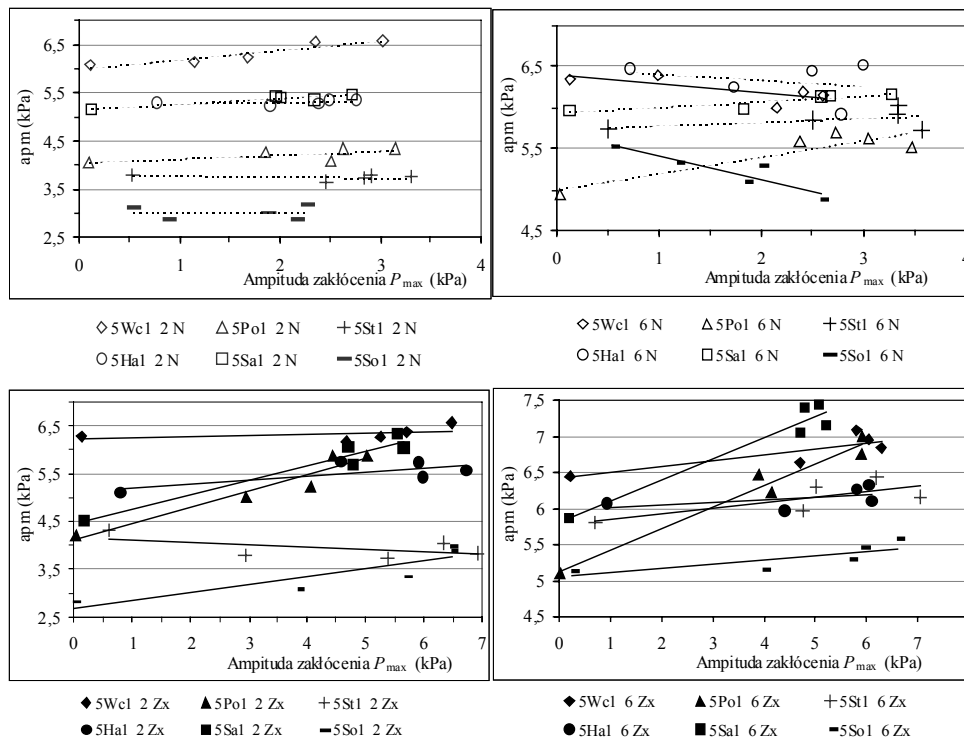 6,5
5,5
4,5
3,5
2,5
apm (kPa)
0 1 2 3 4
Ampituda zakłócenia Pmax (kPa)
5Wc1 2 N 5Po1 2 N 5St1 2 N
5Ha1 2 N 5Sa1 2 N 5So1 2 N
6,5
5,5
4,5
apm (kPa)
0 2 4
Ampituda zakłócenia Pmax (kPa)
5Wc1 6 N 5Po1 6 N 5St1 6 N
5Ha1 6 N 5Sa1 6 N 5So1 6 N
6,5
5,5
4,5
3,5
2,5
apm (kPa)
0 1 2 3 4 5 6 7
Ampituda zakłócenia Pmax (kPa)
5Wc1 2 Zx 5Po1 2 Zx 5St1 2 Zx
5Ha1 2 Zx 5Sa1 2 Zx 5So1 2 Zx
7,5
7
6,5
6
5,5
5
4,5
apm (kPa)
0 1 2 3 4 5 6 7
Ampituda zakłócenia Pmax (kPa)
5Wc1 6 Zx 5Po1 6 Zx 5St1 6 Zx
5Ha1 6 Zx 5Sa1 6 Zx 5So1 6 Zx